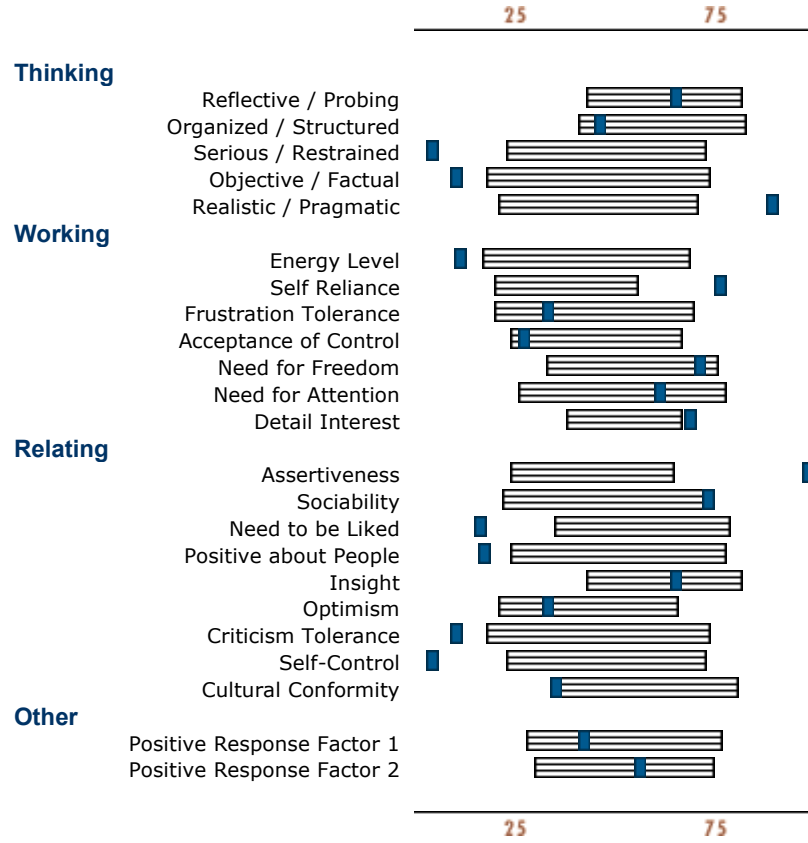 25 75
Thinking
Reflective / Probing
Organized / Structured
Serious / Restrained
Objective / Factual
Realistic / Pragmatic
Working
Energy Level
Self Reliance
Frustration Tolerance
Acceptance of Control
Need for Freedom
Need for Attention
Detail Interest
Relating
Assertiveness
Sociability
Need to be Liked
Positive about People
Insight
Optimism
Criticism Tolerance
Self-Control
Cultural Conformity
Other
Positive Response Factor 1
Positive Response Factor 2
25 75